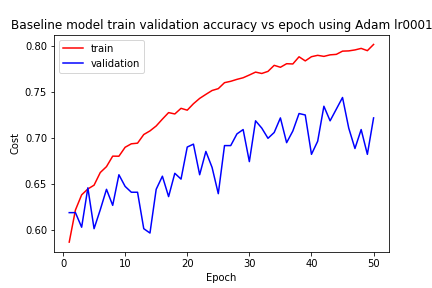 Baseline model train validation accuracy vs epoch using Adam lr0001
train
validation
0.80
0.75
0.70
0.65
0.60
Cost
0 10 20 30 40 50
Epoch